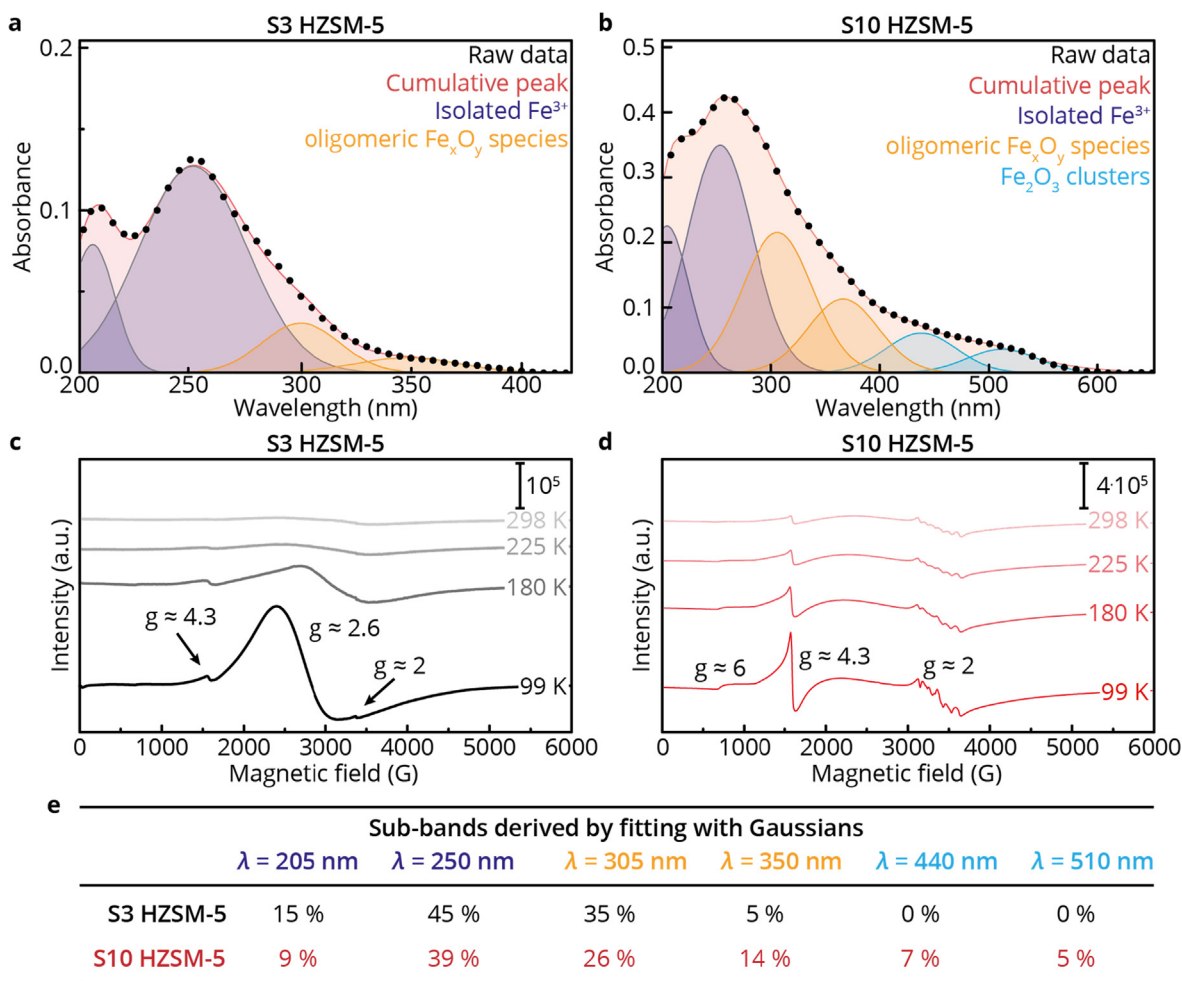 a
S3 HZSM-5
0.2
0.1
0.0
Absorbance
Raw data
Cumulative peak
Isolated Fe³⁺
oligomeric FeₓOᵧ species
200 250 300 350 400
Wavelength (nm)
b
S10 HZSM-5
0.5
0.4
0.3
0.2
0.1
0.0
Absorbance
Raw data
Cumulative peak
Isolated Fe³⁺
oligomeric FeₓOᵧ species
Fe₂O₃ clusters
200 300 400 500 600
Wavelength (nm)
c
S3 HZSM-5
Intensity (a.u.)
10⁵
298 K
225 K
180 K
g ≈ 4.3
g ≈ 2.6
g ≈ 2
99 K
0 1000 2000 3000 4000 5000 6000
Magnetic field (G)
d
S10 HZSM-5
Intensity (a.u.)
4·10⁵
298 K
225 K
180 K
g ≈ 6
g ≈ 4.3
g ≈ 2
99 K
0 1000 2000 3000 4000 5000 6000
Magnetic field (G)
e
Sub-bands derived by fitting with Gaussians
λ = 205 nm λ = 250 nm λ = 305 nm λ = 350 nm λ = 440 nm λ = 510 nm
S3 HZSM-5 15 % 45 % 35 % 5 % 0 % 0 %
S10 HZSM-5 9 % 39 % 26 % 14 % 7 % 5 %